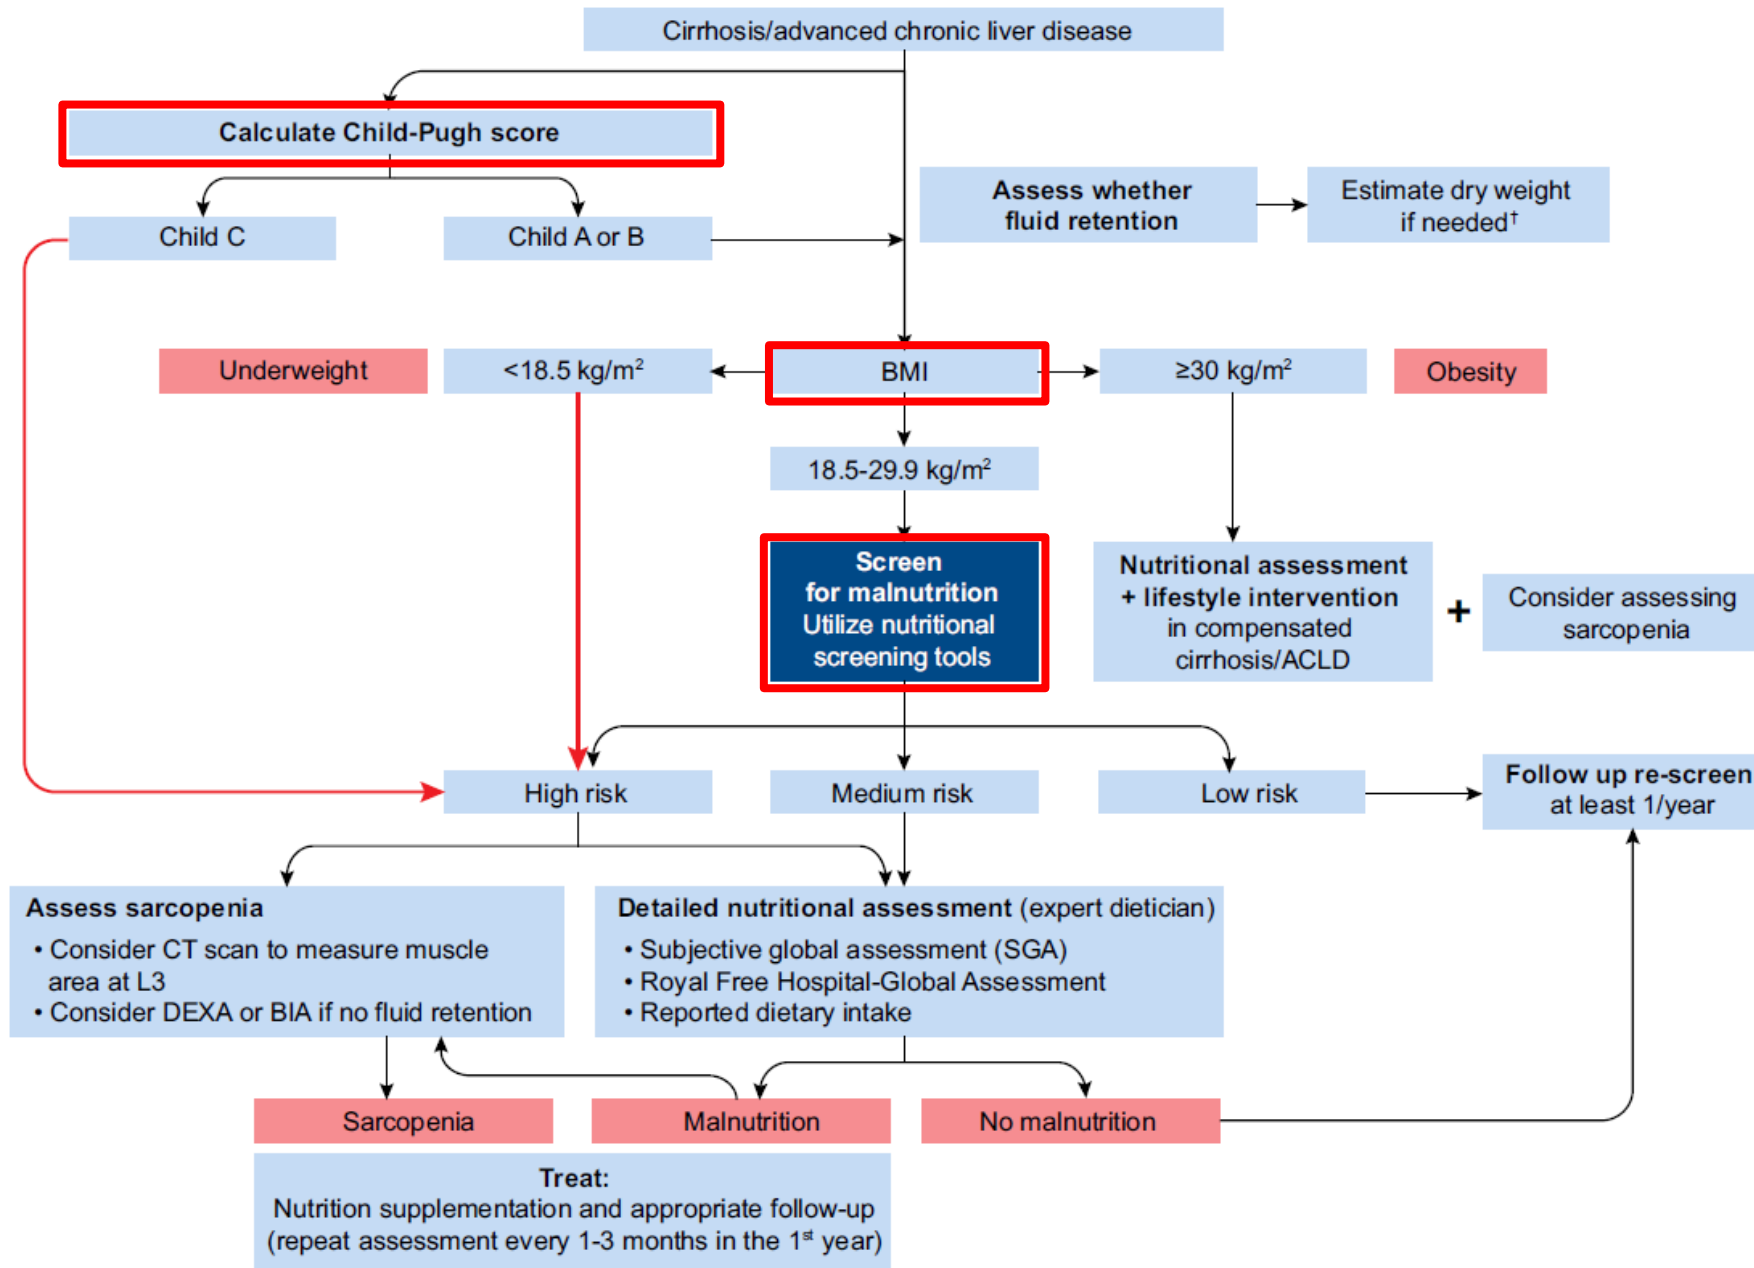 Cirrhosis/advanced chronic liver disease
Calculate Child-Pugh score
Assess whether
fluid retention
Estimate dry weight
if needed†
Child C
Child A or B
Underweight
<18.5 kg/m²
BMI
≥30 kg/m²
Obesity
18.5-29.9 kg/m²
Screen
for malnutrition
Utilize nutritional
screening tools
Nutritional assessment
+ lifestyle intervention
in compensated
cirrhosis/ACLD
+
Consider assessing
sarcopenia
High risk
Medium risk
Low risk
Follow up re-screen
at least 1/year
Assess sarcopenia
• Consider CT scan to measure muscle
area at L3
• Consider DEXA or BIA if no fluid retention
Detailed nutritional assessment (expert dietician)
• Subjective global assessment (SGA)
• Royal Free Hospital-Global Assessment
• Reported dietary intake
Sarcopenia
Malnutrition
No malnutrition
Treat:
Nutrition supplementation and appropriate follow-up
(repeat assessment every 1-3 months in the 1st year)